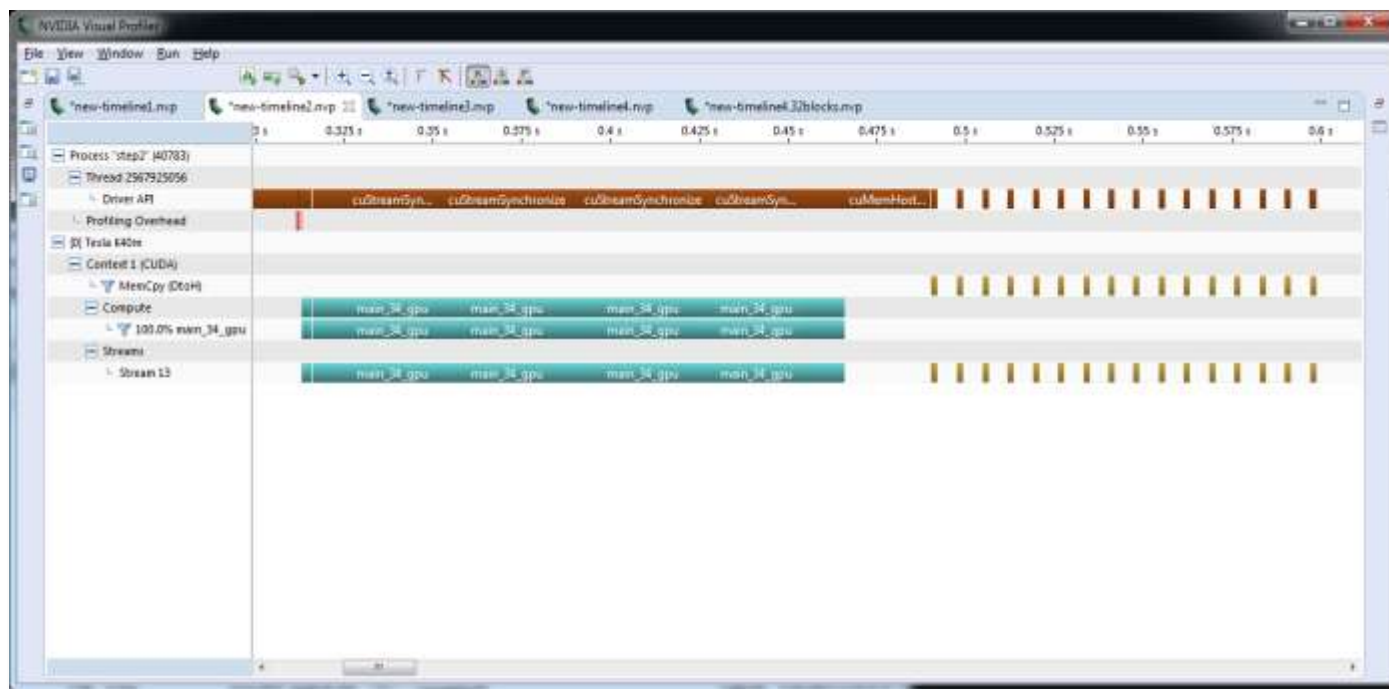 NVIDIA Visual Profiler
File View Window Run Help
*new-timeline1.nvp *new-timeline2.nvp *new-timeline3.nvp *new-timeline4.nvp *new-timeline4.32blocks.nvp
3 s 0.325 s 0.35 s 0.375 s 0.4 s 0.425 s 0.45 s 0.475 s 0.5 s 0.525 s 0.55 s 0.575 s 0.6 s
Process "step2" (40783)
Thread 2567925056
Driver API cuStreamSyn... cuStreamSynchronize cuStreamSynchronize cuStreamSyn... cuMemHost...
Profiling Overhead
[0] Tesla K40m
Context 1 (CUDA)
MemCpy (DtoH)
Compute main_34_gpu main_34_gpu main_34_gpu main_34_gpu
100.0% main_34_gpu main_34_gpu main_34_gpu main_34_gpu main_34_gpu
Streams
Stream 13 main_34_gpu main_34_gpu main_34_gpu main_34_gpu